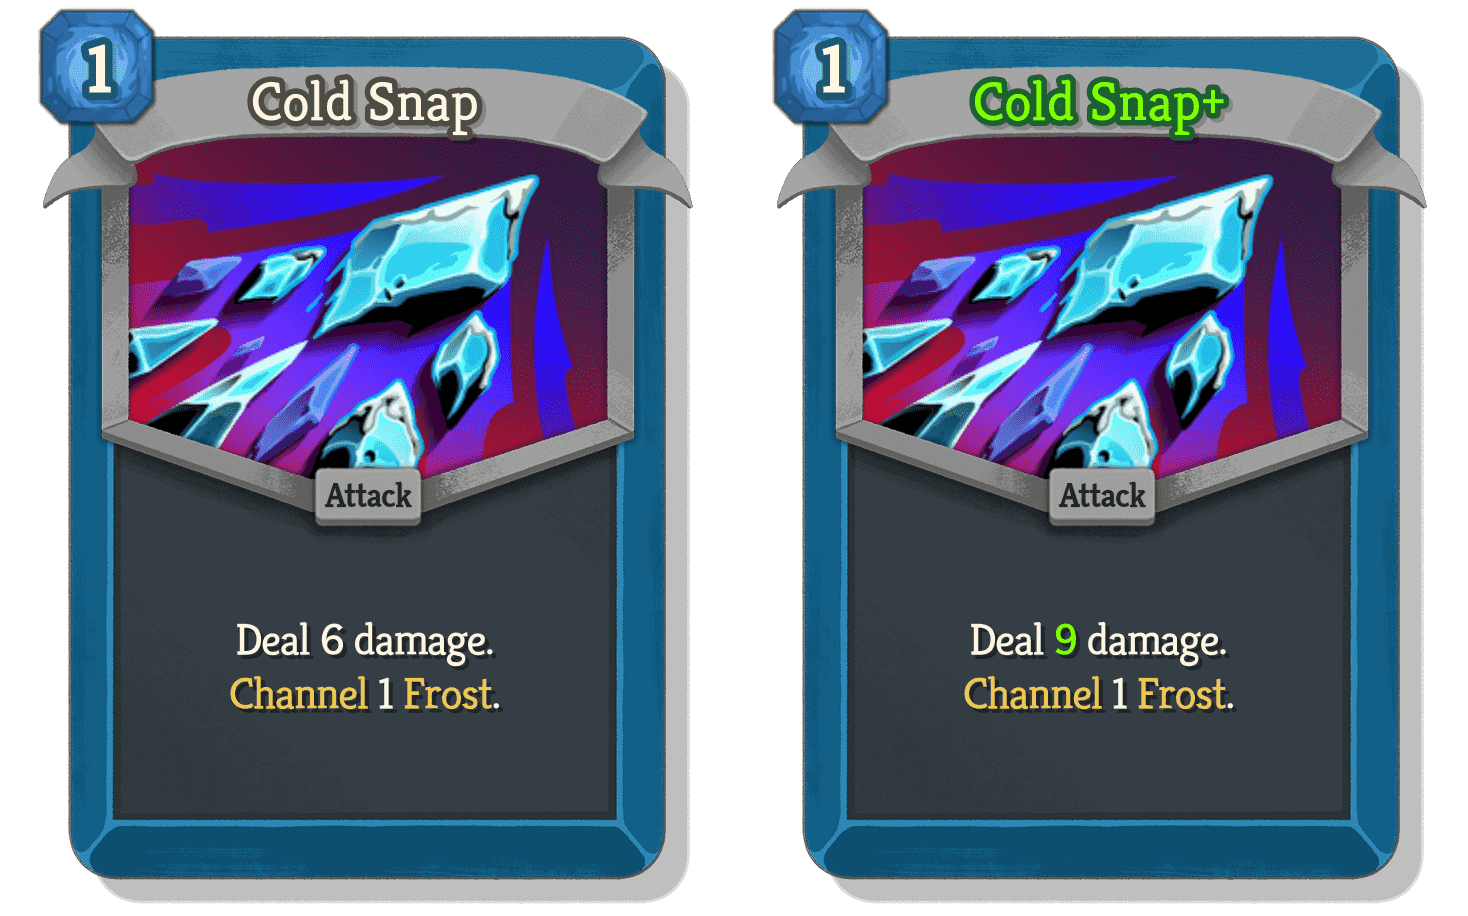 1
Cold Snap
Attack
Deal 6 damage.
Channel 1 Frost.
1
Cold Snap+
Attack
Deal 9 damage.
Channel 1 Frost.